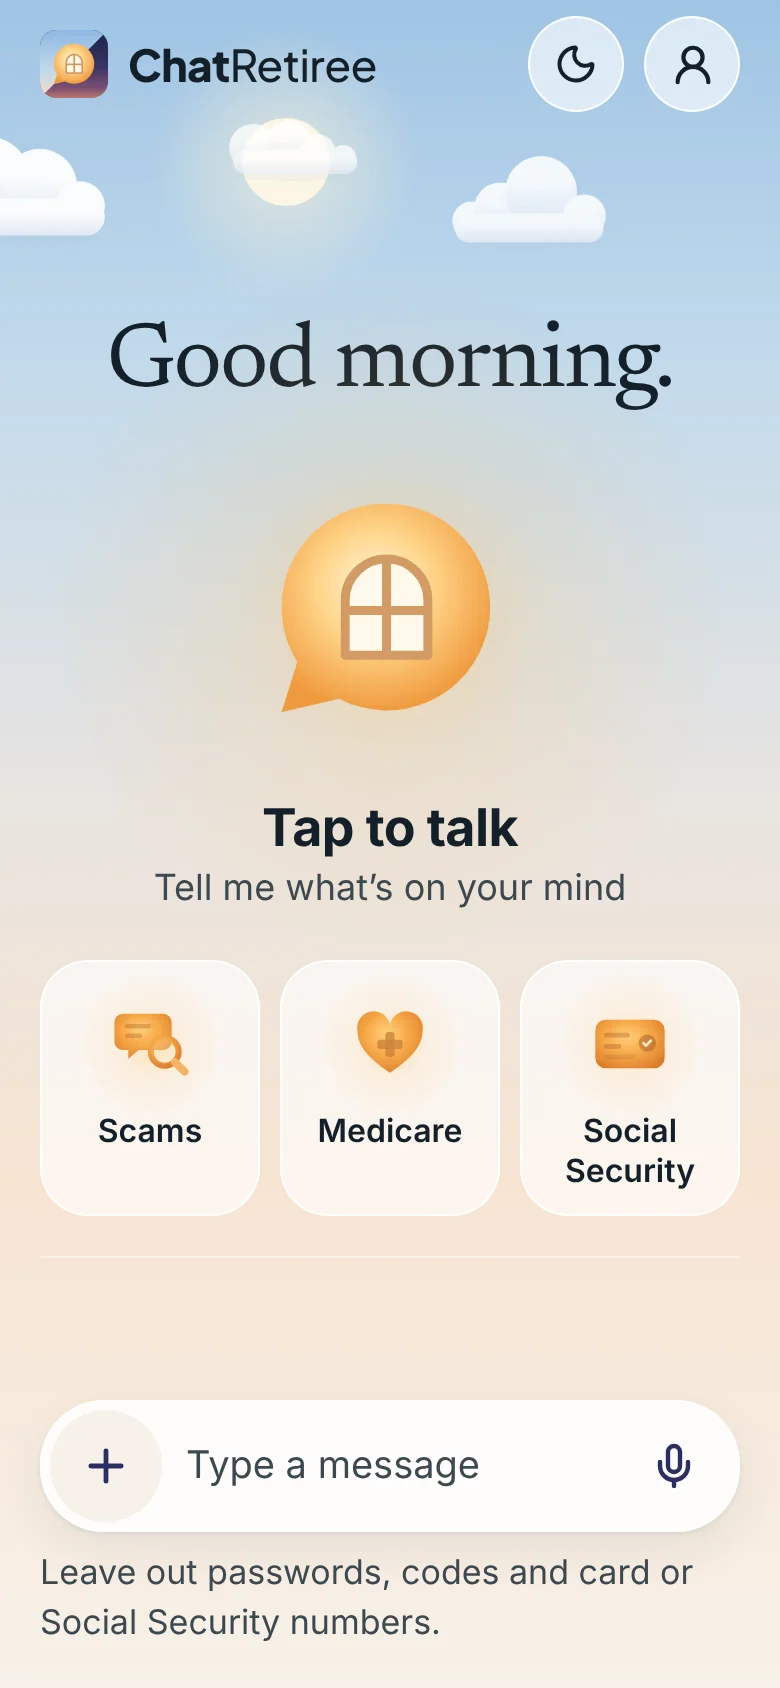 ChatRetiree
Good morning.
Tap to talk
Tell me what’s on your mind
Scams
Medicare
Social
Security
Type a message
Leave out passwords, codes and card or
Social Security numbers.